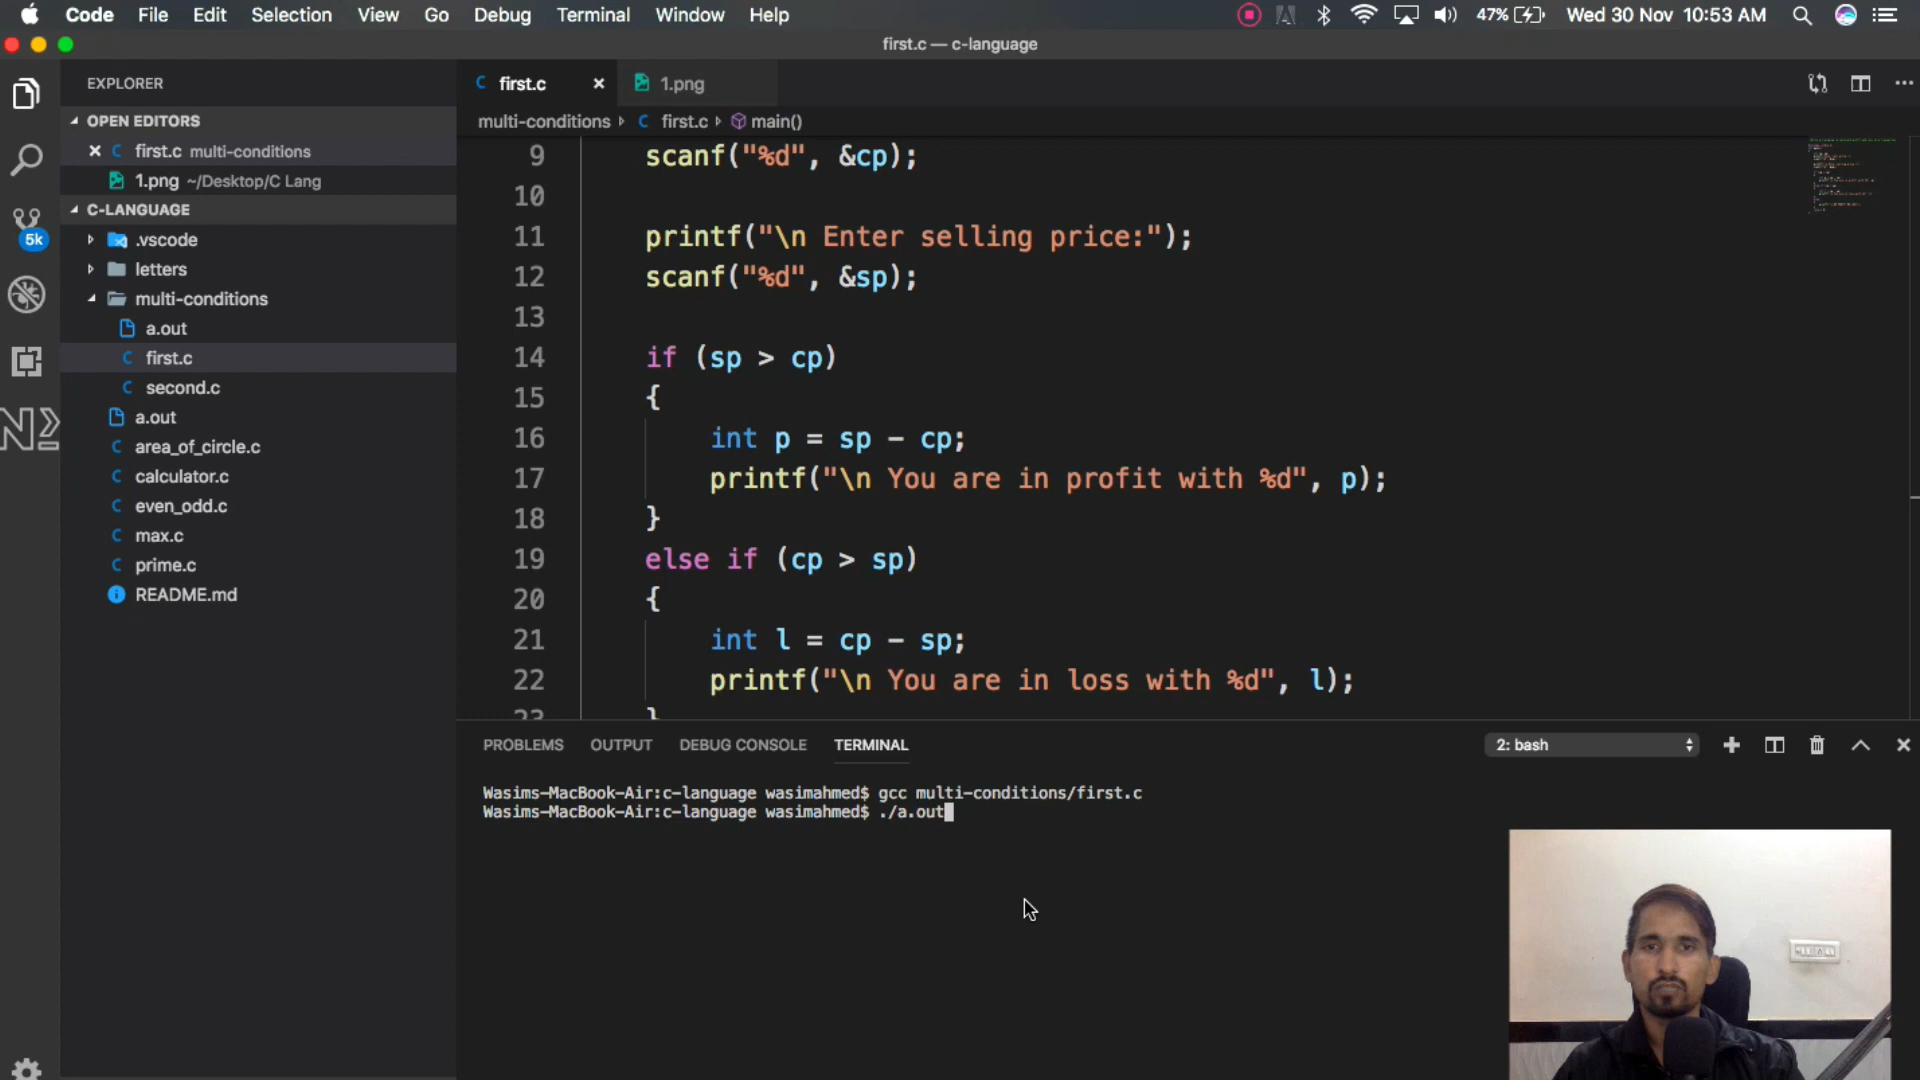 Code File Edit Selection View Go Debug Terminal Window Help 47% Wed 30 Nov 10:53 AM
first.c — c-language
EXPLORER
OPEN EDITORS
first.c multi-conditions
1.png ~/Desktop/C Lang
C-LANGUAGE
.vscode
letters
multi-conditions
a.out
first.c
second.c
a.out
area_of_circle.c
calculator.c
even_odd.c
max.c
prime.c
README.md
5k
first.c 1.png
multi-conditions first.c main()
9 scanf("%d", &cp);
10
11 printf("\n Enter selling price:");
12 scanf("%d", &sp);
13
14 if (sp > cp)
15 {
16 int p = sp - cp;
17 printf("\n You are in profit with %d", p);
18 }
19 else if (cp > sp)
20 {
21 int l = cp - sp;
22 printf("\n You are in loss with %d", l);
23 }
PROBLEMS OUTPUT DEBUG CONSOLE TERMINAL 2: bash
Wasims-MacBook-Air:c-language wasimahmed$ gcc multi-conditions/first.c
Wasims-MacBook-Air:c-language wasimahmed$ ./a.out